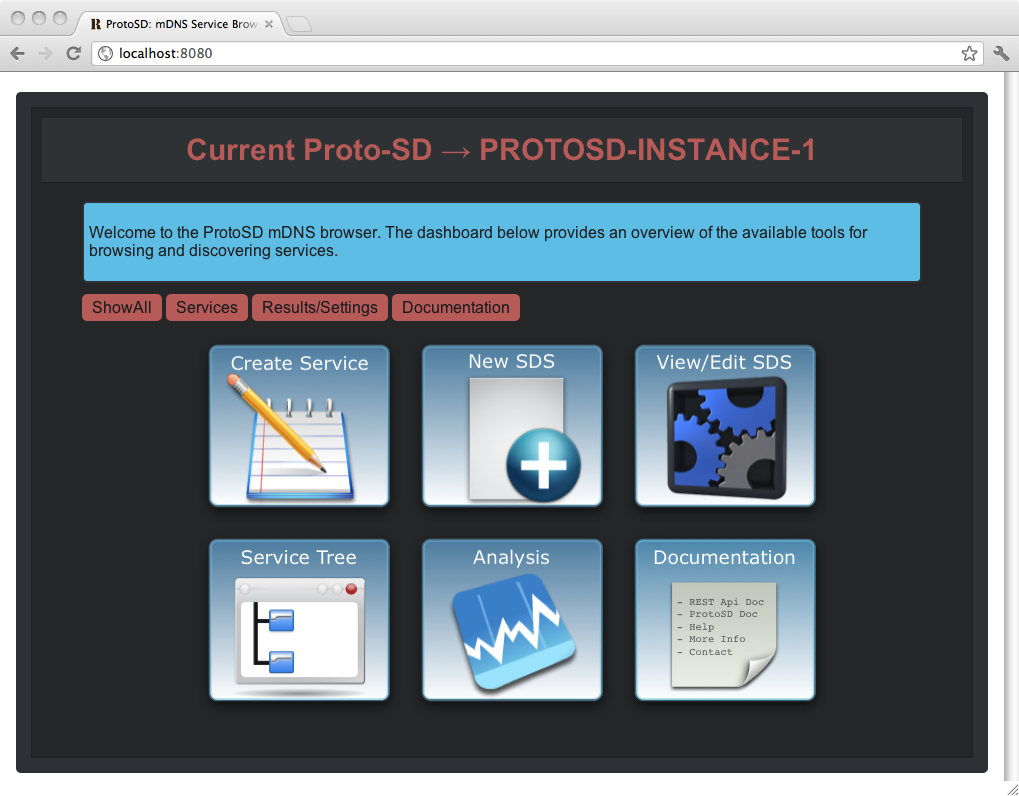 ProtoSD: mDNS Service Brow
localhost:8080
Current Proto-SD → PROTOSD-INSTANCE-1
Welcome to the ProtoSD mDNS browser. The dashboard below provides an overview of the available tools for
browsing and discovering services.
ShowAll Services Results/Settings Documentation
Create Service New SDS View/Edit SDS
Service Tree Analysis Documentation
- REST Api Doc
- ProtoSD Doc
- Help
- More Info
- Contact